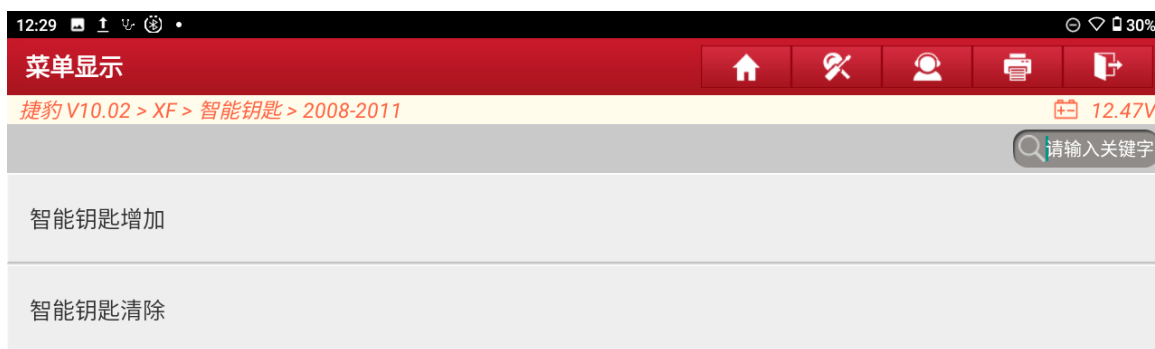 12:29 30%
菜单显示
捷豹 V10.02 > XF > 智能钥匙 > 2008-2011 12.47V
请输入关键字
智能钥匙增加
智能钥匙清除